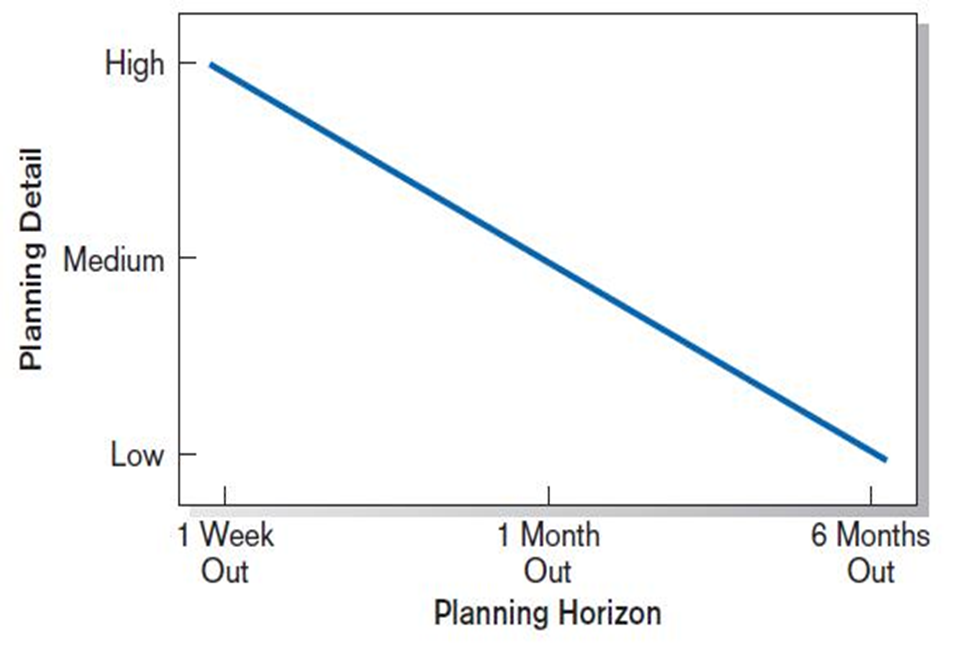 High
Planning Detail
Medium
Low
1 Week
Out
1 Month
Out
6 Months
Out
Planning Horizon